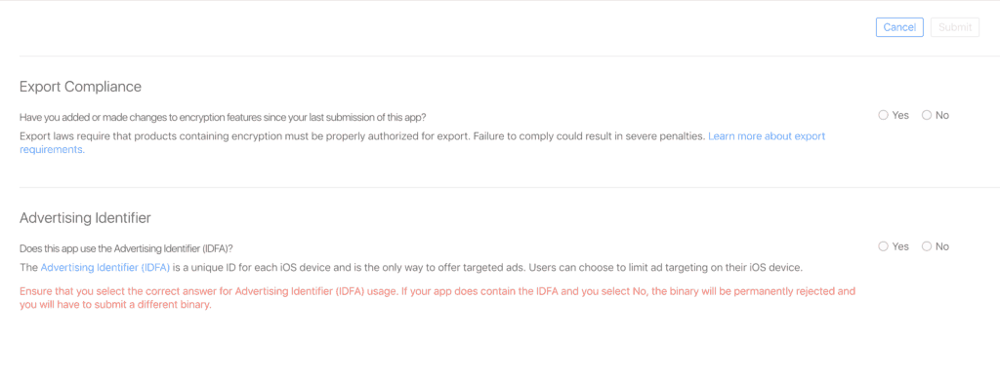 Cancel Submit
Export Compliance
Have you added or made changes to encryption features since your last submission of this app? Yes No
Export laws require that products containing encryption must be properly authorized for export. Failure to comply could result in severe penalties. Learn more about export
requirements.
Advertising Identifier
Does this app use the Advertising Identifier (IDFA)? Yes No
The Advertising Identifier (IDFA) is a unique ID for each iOS device and is the only way to offer targeted ads. Users can choose to limit ad targeting on their iOS device.
Ensure that you select the correct answer for Advertising Identifier (IDFA) usage. If your app does contain the IDFA and you select No, the binary will be permanently rejected and
you will have to submit a different binary.